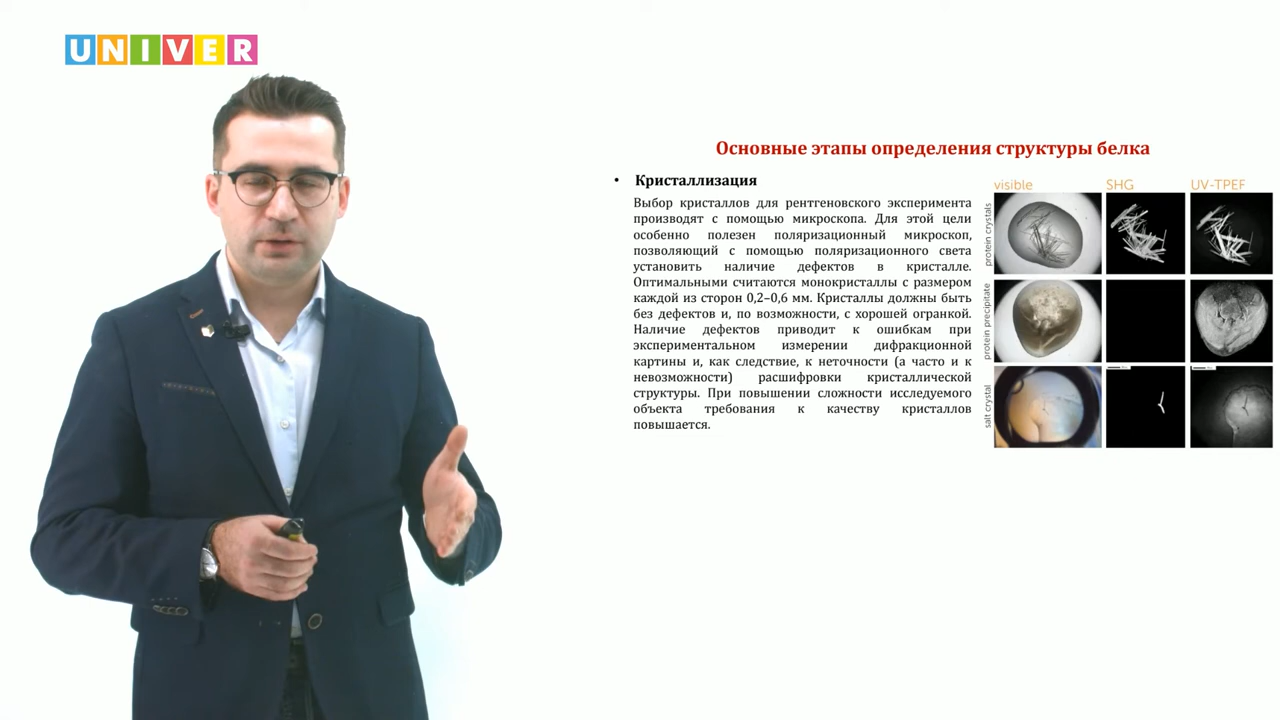 UNIVER
Основные этапы определения структуры белка
• Кристаллизация
Выбор кристаллов для рентгеновского эксперимента
производят с помощью микроскопа. Для этой цели
особенно полезен поляризационный микроскоп,
позволяющий с помощью поляризационного света
установить наличие дефектов в кристалле.
Оптимальными считаются монокристаллы с размером
каждой из сторон 0,2–0,6 мм. Кристаллы должны быть
без дефектов и, по возможности, с хорошей огранкой.
Наличие дефектов приводит к ошибкам при
экспериментальном измерении дифракционной
картины и, как следствие, к неточности (а часто и к
невозможности) расшифровки кристаллической
структуры. При повышении сложности исследуемого
объекта требования к качеству кристаллов
повышается.
visible SHG UV-TPEF
protein crystals
protein precipitate
salt crystal